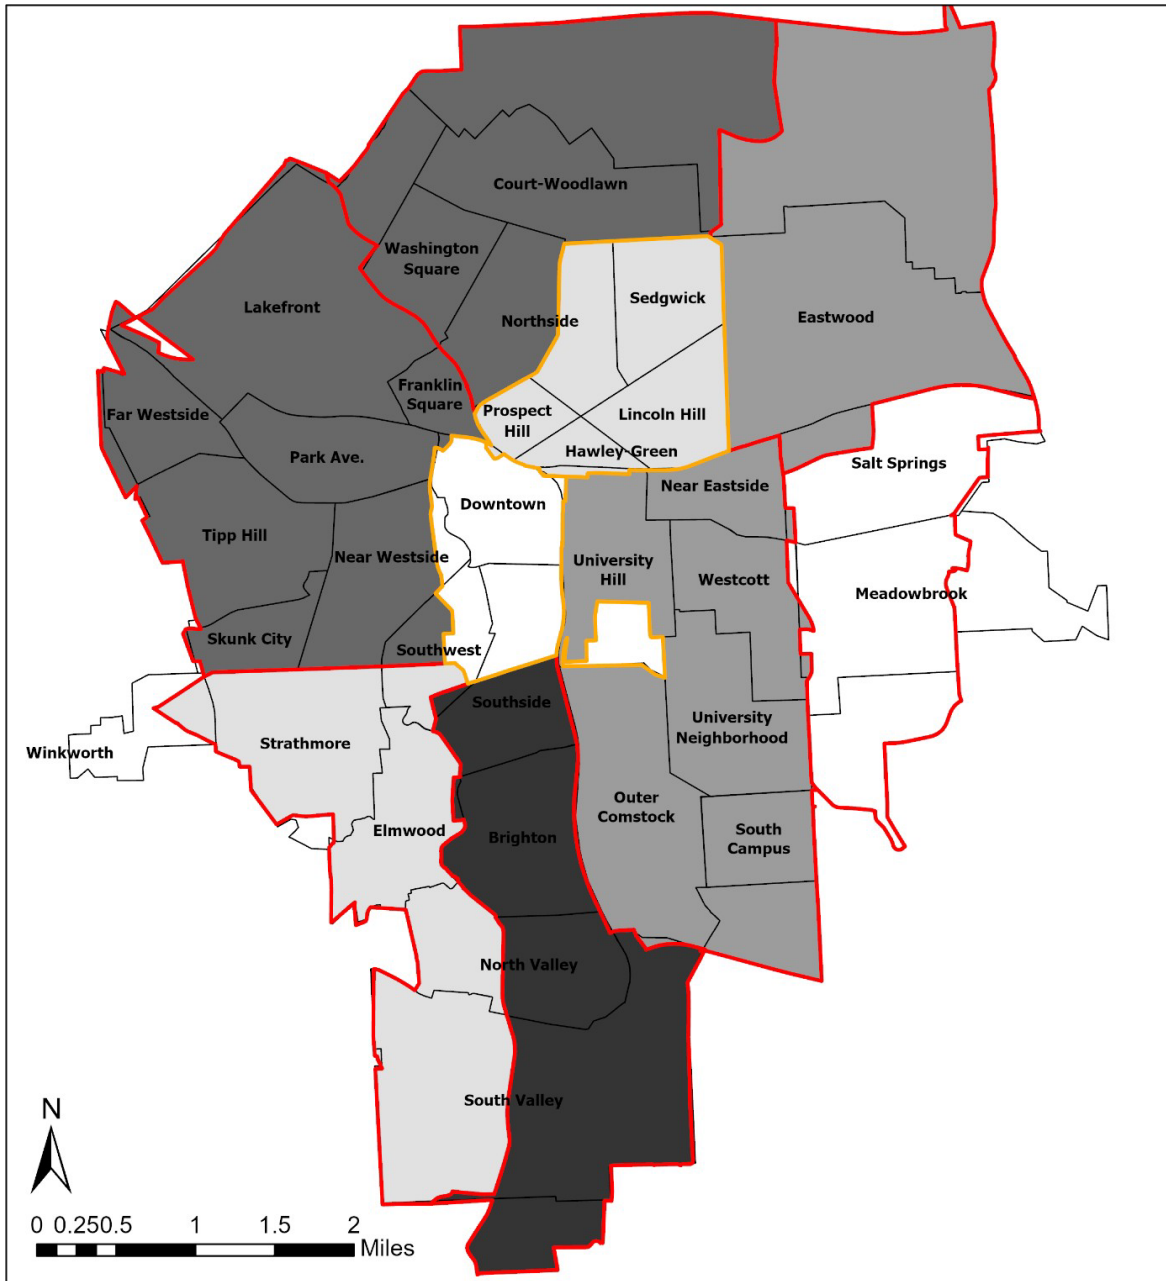 Court-Woodlawn
Washington
Square
Sedgwick
Lakefront
Northside
Eastwood
Franklin
Square
Far Westside
Prospect
Hill
Lincoln Hill
Hawley-Green
Park Ave.
Salt Springs
Near Eastside
Downtown
Tipp Hill
Near Westside
University
Hill
Westcott
Meadowbrook
Skunk City
Southwest
Southside
Strathmore
University
Neighborhood
Winkworth
Outer
Comstock
Elmwood
Brighton
South
Campus
North Valley
South Valley
N
0 0.250.5 1 1.5 2
Miles